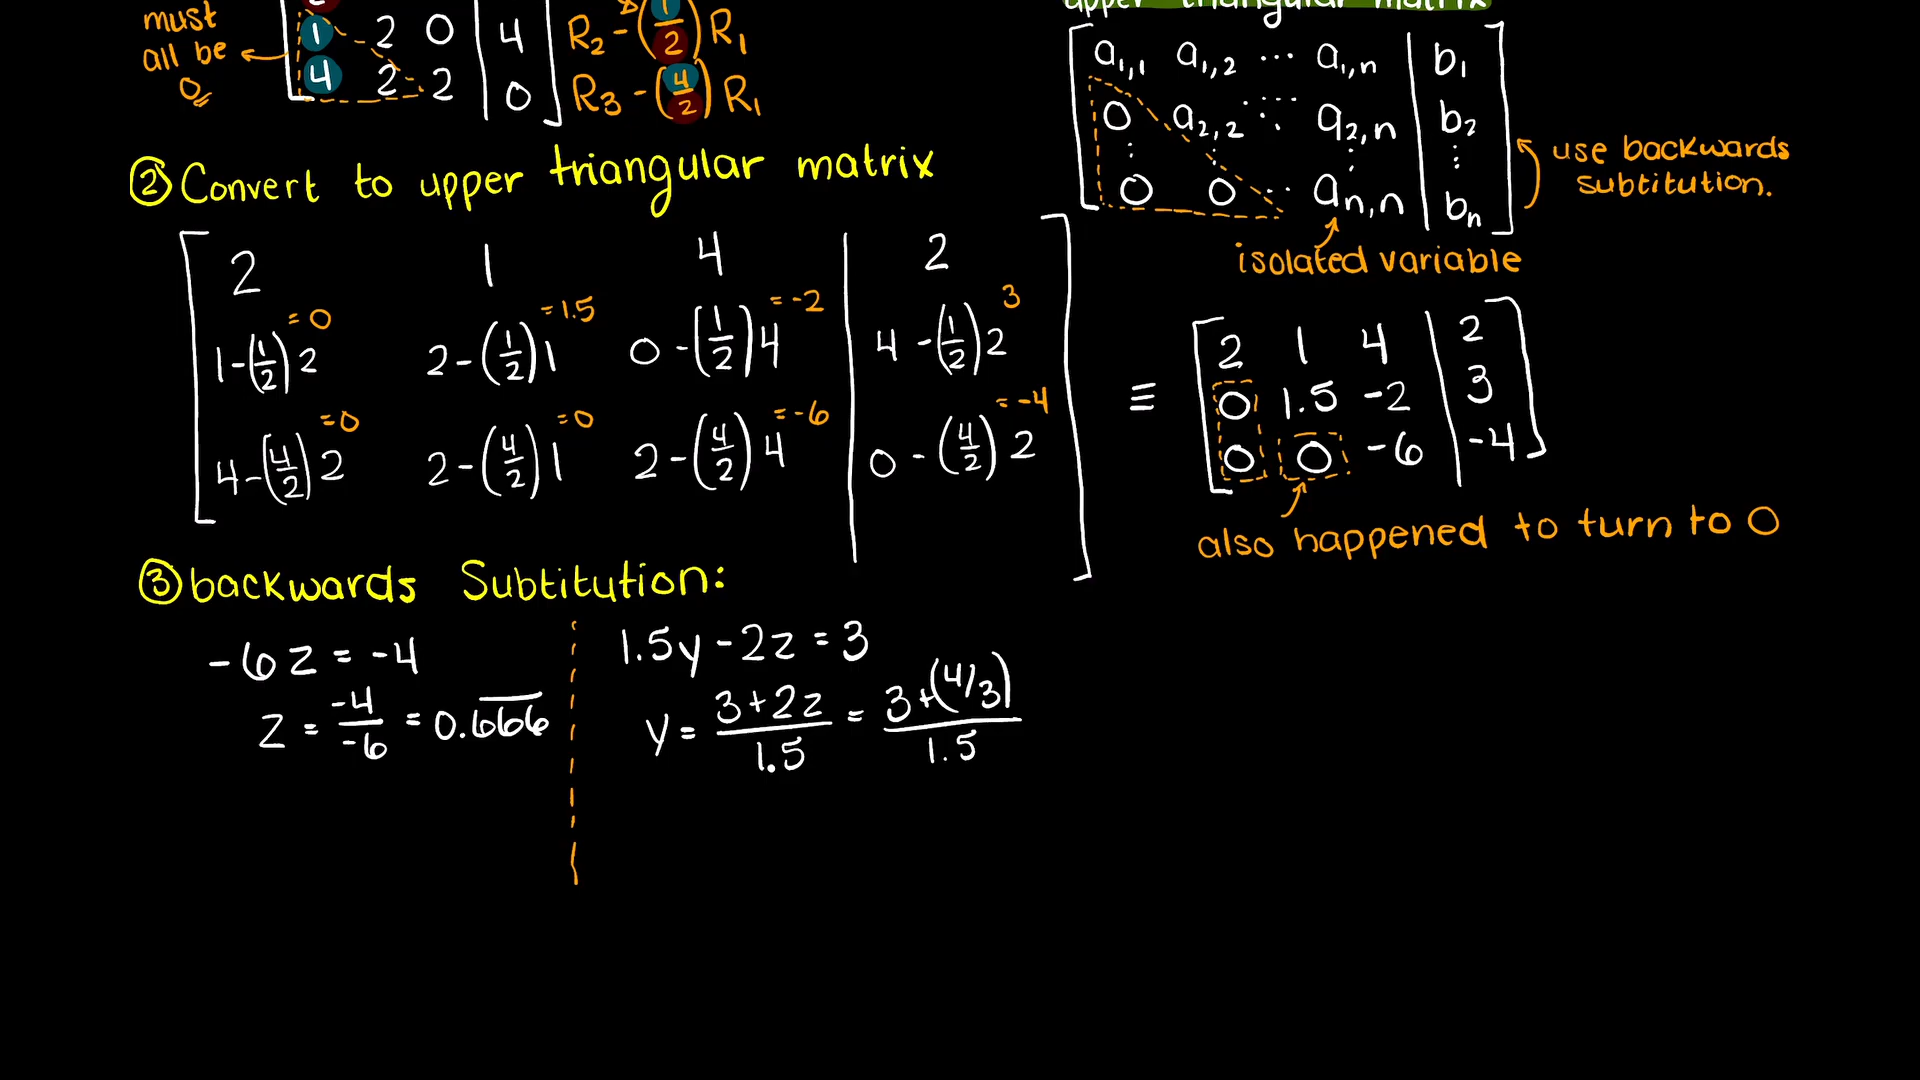 must
all be
0
1 2 0 | 4 R₂ - (1/2) R₁
4 2 2 | 0 R₃ - (4/2) R₁
upper triangular matrix
a₁,₁ a₁,₂ ⋯ a₁,ₙ | b₁
0 a₂,₂ ⋱ a₂,ₙ | b₂
⋮ ⋮ ⋮ | ⋮
0 0 ⋯ aₙ,ₙ | bₙ
use backwards
subtitution.
isolated variable
② Convert to upper triangular matrix
2 1 4 | 2
1-(1/2)2 =0 2-(1/2)1 =1.5 0-(1/2)4 =-2 | 4-(1/2)2 3
4-(4/2)2 =0 2-(4/2)1 =0 2-(4/2)4 =-6 | 0-(4/2)2 =-4
≡
2 1 4 | 2
0 1.5 -2 | 3
0 0 -6 | -4
also happened to turn to 0
③ backwards Subtitution:
-6z = -4
z = -4/-6 = 0.666
1.5y - 2z = 3
y = 3+2z/1.5 = 3+(4/3)/1.5